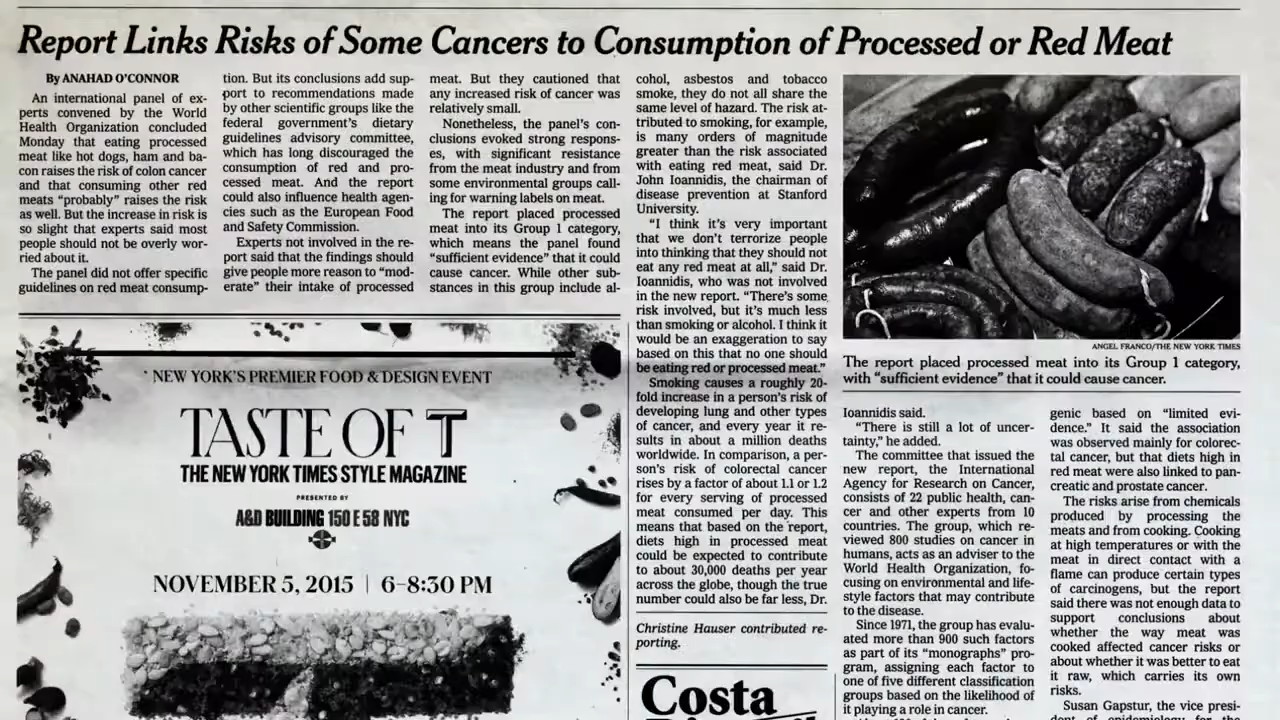 Report Links Risks of Some Cancers to Consumption of Processed or Red Meat
By ANAHAD O'CONNOR
An international panel of ex-
perts convened by the World
Health Organization concluded
Monday that eating processed
meat like hot dogs, ham and ba-
con raises the risk of colon cancer
and that consuming other red
meats "probably" raises the risk
as well. But the increase in risk is
so slight that experts said most
people should not be overly wor-
ried about it.
The panel did not offer specific
guidelines on red meat consump-
tion. But its conclusions add sup-
port to recommendations made
by other scientific groups like the
federal government's dietary
guidelines advisory committee,
which has long discouraged the
consumption of red and pro-
cessed meat. And the report
could also influence health agen-
cies such as the European Food
and Safety Commission.
Experts not involved in the re-
port said that the findings should
give people more reason to "mod-
erate" their intake of processed
meat. But they cautioned that
any increased risk of cancer was
relatively small.
Nonetheless, the panel's con-
clusions evoked strong respons-
es, with significant resistance
from the meat industry and from
some environmental groups call-
ing for warning labels on meat.
The report placed processed
meat into its Group 1 category,
which means the panel found
"sufficient evidence" that it could
cause cancer. While other sub-
stances in this group include al-
cohol, asbestos and tobacco
smoke, they do not all share the
same level of hazard. The risk at-
tributed to smoking, for example,
is many orders of magnitude
greater than the risk associated
with eating red meat, said Dr.
John Ioannidis, the chairman of
disease prevention at Stanford
University.
"I think it's very important
that we don't terrorize people
into thinking that they should not
eat any red meat at all," said Dr.
Ioannidis, who was not involved
in the new report. "There's some
risk involved, but it's much less
than smoking or alcohol. I think it
would be an exaggeration to say
based on this that no one should
be eating red or processed meat."
Smoking causes a roughly 20-
fold increase in a person's risk of
developing lung and other types
of cancer, and every year it re-
sults in about a million deaths
worldwide. In comparison, a per-
son's risk of colorectal cancer
rises by a factor of about 1.1 or 1.2
for every serving of processed
meat consumed per day. This
means that based on the report,
diets high in processed meat
could be expected to contribute
to about 30,000 deaths per year
across the globe, though the true
number could also be far less, Dr.
Christine Hauser contributed re-
porting.
ANGEL FRANCO/THE NEW YORK TIMES
The report placed processed meat into its Group 1 category,
with "sufficient evidence" that it could cause cancer.
Ioannidis said.
"There is still a lot of uncer-
tainty," he added.
The committee that issued the
new report, the International
Agency for Research on Cancer,
consists of 22 public health, can-
cer and other experts from 10
countries. The group, which re-
viewed 800 studies on cancer in
humans, acts as an adviser to the
World Health Organization, fo-
cusing on environmental and life-
style factors that may contribute
to the disease.
Since 1971, the group has evalu-
ated more than 900 such factors
as part of its "monographs" pro-
gram, assigning each factor to
one of five different classification
groups based on the likelihood of
it playing a role in cancer.
genic based on "limited evi-
dence." It said the association
was observed mainly for colorec-
tal cancer, but that diets high in
red meat were also linked to pan-
creatic and prostate cancer.
The risks arise from chemicals
produced by processing the
meats and from cooking. Cooking
at high temperatures or with the
meat in direct contact with a
flame can produce certain types
of carcinogens, but the report
said there was not enough data to
support conclusions about
whether the way meat was
cooked affected cancer risks or
about whether it was better to eat
it raw, which carries its own
risks.
Susan Gapstur, the vice presi-
dent of epidemiology for the
NEW YORK'S PREMIER FOOD & DESIGN EVENT
TASTE OF T
THE NEW YORK TIMES STYLE MAGAZINE
PRESENTED BY
A&D BUILDING 150 E 58 NYC
NOVEMBER 5, 2015 | 6–8:30 PM
Costa